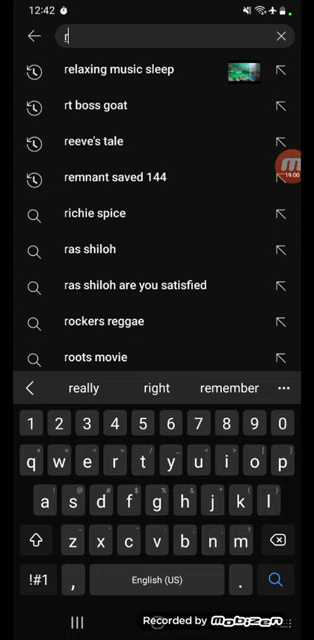 12:42
r
relaxing music sleep
rt boss goat
reeve's tale
remnant saved 144
19:00
richie spice
ras shiloh
ras shiloh are you satisfied
rockers reggae
roots movie
really right remember
1 2 3 4 5 6 7 8 9 0
q w e r t y u i o p
a s d f g h j k l
z x c v b n m
!#1 , English (US) .
Recorded by Mobizen